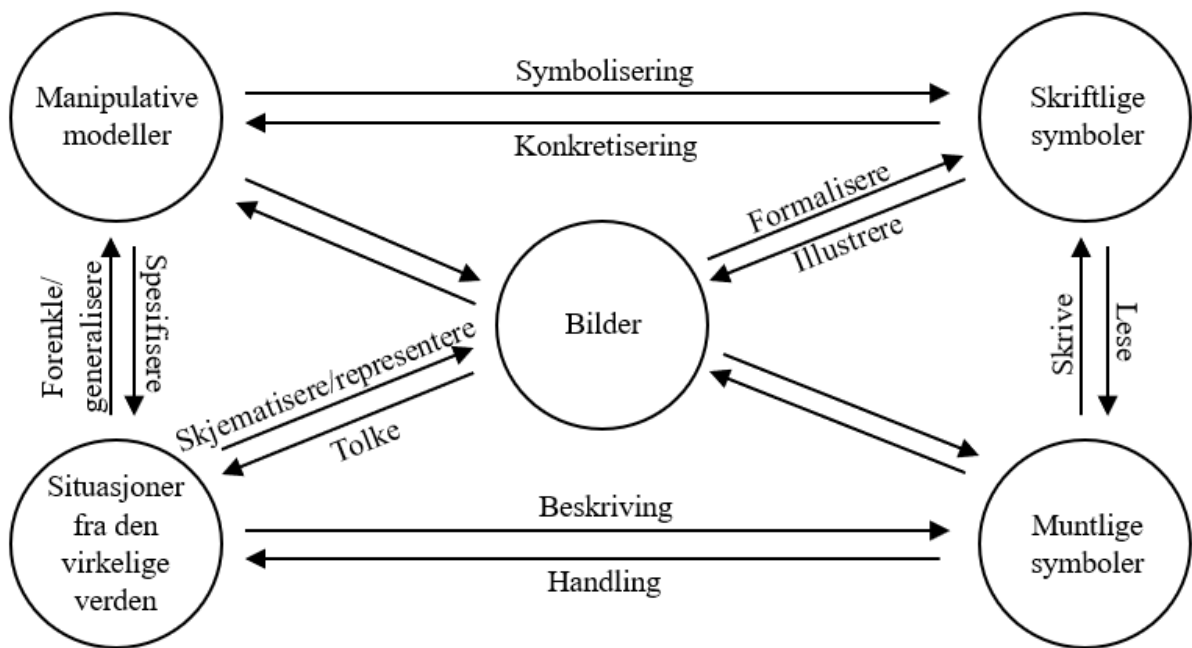 Manipulative
modeller
Symbolisering
Konkretisering
Skriftlige
symboler
Formalisere
Illustrere
Bilder
Forenkle/
generalisere
Spesifisere
Skjematisere/representere
Tolke
Skrive
Lese
Situasjoner
fra den
virkelige
verden
Beskriving
Handling
Muntlige
symboler